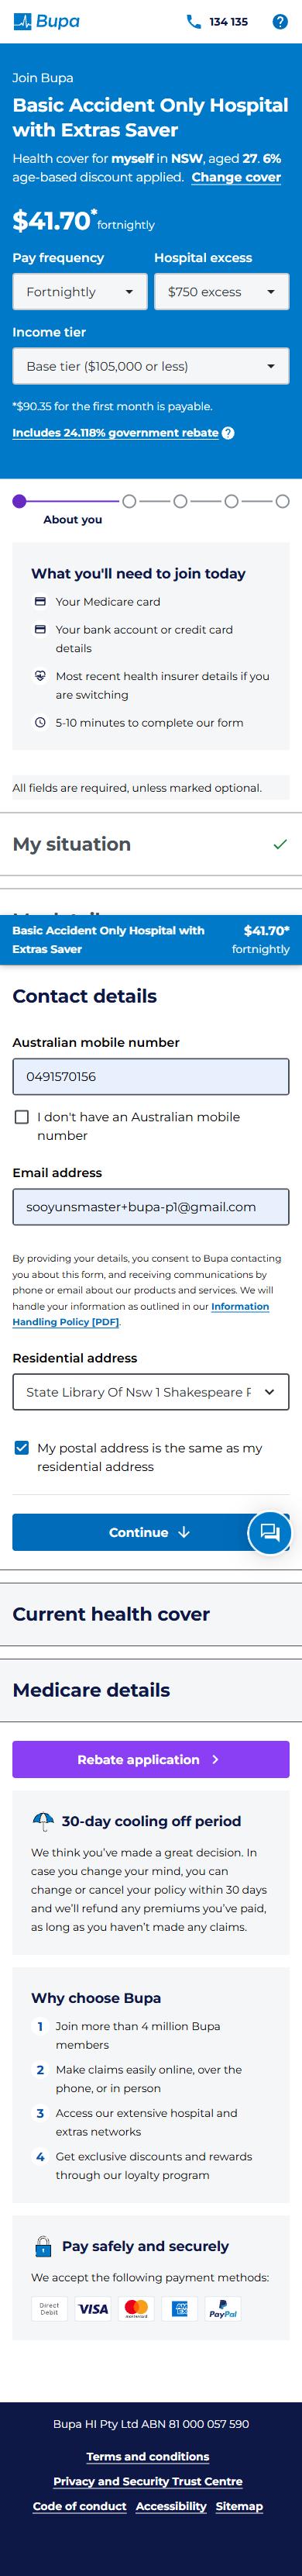 Bupa
134 135
?
Join Bupa
Basic Accident Only Hospital
with Extras Saver
Health cover for myself in NSW, aged 27. 6%
age-based discount applied. Change cover
$41.70* fortnightly
Pay frequency
Hospital excess
Fortnightly
$750 excess
Income tier
Base tier ($105,000 or less)
*$90.35 for the first month is payable.
Includes 24.118% government rebate ?
About you
What you'll need to join today
Your Medicare card
Your bank account or credit card
details
Most recent health insurer details if you
are switching
5-10 minutes to complete our form
All fields are required, unless marked optional.
My situation
Basic Accident Only Hospital with
Extras Saver
$41.70*
fortnightly
Contact details
Australian mobile number
0491570156
I don't have an Australian mobile
number
Email address
sooyunsmaster+bupa-p1@gmail.com
By providing your details, you consent to Bupa contacting
you about this form, and receiving communications by
phone or email about our products and services. We will
handle your information as outlined in our Information
Handling Policy [PDF].
Residential address
State Library Of Nsw 1 Shakespeare
My postal address is the same as my
residential address
Continue
Current health cover
Medicare details
Rebate application
30-day cooling off period
We think you've made a great decision. In
case you change your mind, you can
change or cancel your policy within 30 days
and we'll refund any premiums you've paid,
as long as you haven't made any claims.
Why choose Bupa
1 Join more than 4 million Bupa
members
2 Make claims easily online, over the
phone, or in person
3 Access our extensive hospital and
extras networks
4 Get exclusive discounts and rewards
through our loyalty program
Pay safely and securely
We accept the following payment methods:
Direct
Debit
VISA
mastercard
AM
EX
PayPal
Bupa HI Pty Ltd ABN 81 000 057 590
Terms and conditions
Privacy and Security Trust Centre
Code of conduct Accessibility Sitemap